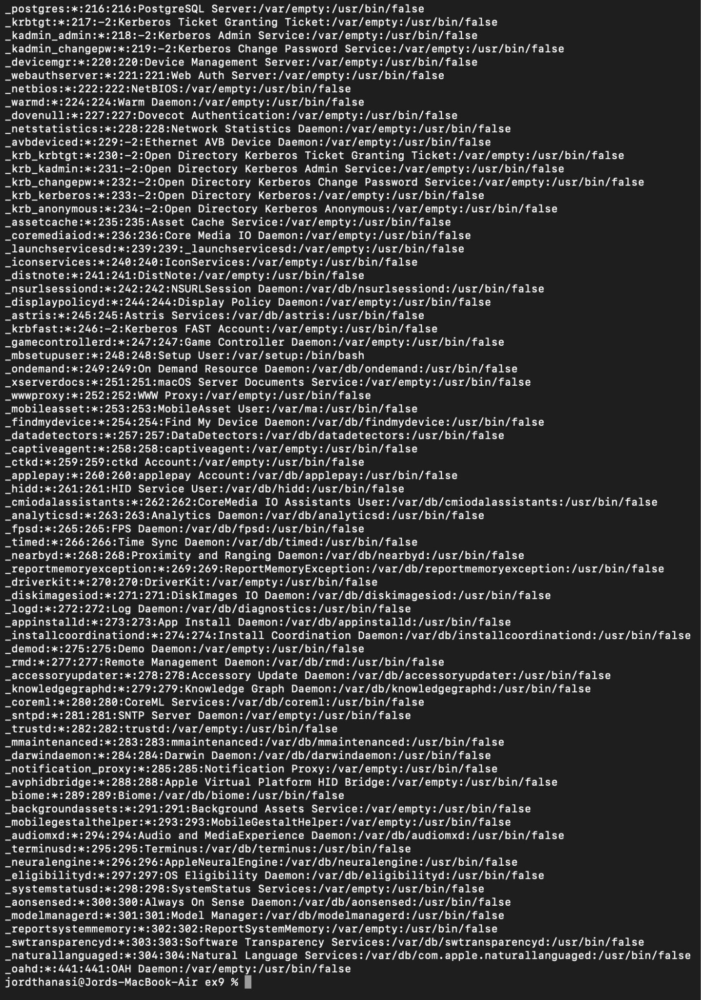 _postgres:*:216:216:PostgreSQL Server:/var/empty:/usr/bin/false
_krbtgt:*:217:-2:Kerberos Ticket Granting Ticket:/var/empty:/usr/bin/false
_kadmin_admin:*:218:-2:Kerberos Admin Service:/var/empty:/usr/bin/false
_kadmin_changepw:*:219:-2:Kerberos Change Password Service:/var/empty:/usr/bin/false
_devicemgr:*:220:220:Device Management Server:/var/empty:/usr/bin/false
_webauthserver:*:221:221:Web Auth Server:/var/empty:/usr/bin/false
_netbios:*:222:222:NetBIOS:/var/empty:/usr/bin/false
_warmd:*:224:224:Warm Daemon:/var/empty:/usr/bin/false
_dovenull:*:227:227:Dovecot Authentication:/var/empty:/usr/bin/false
_netstatistics:*:228:228:Network Statistics Daemon:/var/empty:/usr/bin/false
_avbdeviced:*:229:-2:Ethernet AVB Device Daemon:/var/empty:/usr/bin/false
_krb_krbtgt:*:230:-2:Open Directory Kerberos Ticket Granting Ticket:/var/empty:/usr/bin/false
_krb_kadmin:*:231:-2:Open Directory Kerberos Admin Service:/var/empty:/usr/bin/false
_krb_changepw:*:232:-2:Open Directory Kerberos Change Password Service:/var/empty:/usr/bin/false
_krb_kerberos:*:233:-2:Open Directory Kerberos:/var/empty:/usr/bin/false
_krb_anonymous:*:234:-2:Open Directory Kerberos Anonymous:/var/empty:/usr/bin/false
_assetcache:*:235:235:Asset Cache Service:/var/empty:/usr/bin/false
_coremediaiod:*:236:236:Core Media IO Daemon:/var/empty:/usr/bin/false
_launchservicesd:*:239:239:_launchservicesd:/var/empty:/usr/bin/false
_iconservices:*:240:240:IconServices:/var/empty:/usr/bin/false
_distnote:*:241:241:DistNote:/var/empty:/usr/bin/false
_nsurlsessiond:*:242:242:NSURLSession Daemon:/var/db/nsurlsessiond:/usr/bin/false
_displaypolicyd:*:244:244:Display Policy Daemon:/var/empty:/usr/bin/false
_astris:*:245:245:Astris Services:/var/db/astris:/usr/bin/false
_krbfast:*:246:-2:Kerberos FAST Account:/var/empty:/usr/bin/false
_gamecontrollerd:*:247:247:Game Controller Daemon:/var/empty:/usr/bin/false
_mbsetupuser:*:248:248:Setup User:/var/setup:/bin/bash
_ondemand:*:249:249:On Demand Resource Daemon:/var/db/ondemand:/usr/bin/false
_xserverdocs:*:251:251:macOS Server Documents Service:/var/empty:/usr/bin/false
_wwwproxy:*:252:252:WWW Proxy:/var/empty:/usr/bin/false
_mobileasset:*:253:253:MobileAsset User:/var/ma:/usr/bin/false
_findmydevice:*:254:254:Find My Device Daemon:/var/db/findmydevice:/usr/bin/false
_datadetectors:*:257:257:DataDetectors:/var/db/datadetectors:/usr/bin/false
_captiveagent:*:258:258:captiveagent:/var/empty:/usr/bin/false
_ctkd:*:259:259:ctkd Account:/var/empty:/usr/bin/false
_applepay:*:260:260:applepay Account:/var/db/applepay:/usr/bin/false
_hidd:*:261:261:HID Service User:/var/db/hidd:/usr/bin/false
_cmiodalassistants:*:262:262:CoreMedia IO Assistants User:/var/db/cmiodalassistants:/usr/bin/false
_analyticsd:*:263:263:Analytics Daemon:/var/db/analyticsd:/usr/bin/false
_fpsd:*:265:265:FPS Daemon:/var/db/fpsd:/usr/bin/false
_timed:*:266:266:Time Sync Daemon:/var/db/timed:/usr/bin/false
_nearbyd:*:268:268:Proximity and Ranging Daemon:/var/db/nearbyd:/usr/bin/false
_reportmemoryexception:*:269:269:ReportMemoryException:/var/db/reportmemoryexception:/usr/bin/false
_driverkit:*:270:270:DriverKit:/var/empty:/usr/bin/false
_diskimagesiod:*:271:271:DiskImages IO Daemon:/var/db/diskimagesiod:/usr/bin/false
_logd:*:272:272:Log Daemon:/var/db/diagnostics:/usr/bin/false
_appinstalld:*:273:273:App Install Daemon:/var/db/appinstalld:/usr/bin/false
_installcoordinationd:*:274:274:Install Coordination Daemon:/var/db/installcoordinationd:/usr/bin/false
_demod:*:275:275:Demo Daemon:/var/empty:/usr/bin/false
_rmd:*:277:277:Remote Management Daemon:/var/db/rmd:/usr/bin/false
_accessoryupdater:*:278:278:Accessory Update Daemon:/var/db/accessoryupdater:/usr/bin/false
_knowledgegraphd:*:279:279:Knowledge Graph Daemon:/var/db/knowledgegraphd:/usr/bin/false
_coreml:*:280:280:CoreML Services:/var/db/coreml:/usr/bin/false
_sntpd:*:281:281:SNTP Server Daemon:/var/empty:/usr/bin/false
_trustd:*:282:282:trustd:/var/empty:/usr/bin/false
_mmaintenanced:*:283:283:mmaintenanced:/var/db/mmaintenanced:/usr/bin/false
_darwindaemon:*:284:284:Darwin Daemon:/var/db/darwindaemon:/usr/bin/false
_notification_proxy:*:285:285:Notification Proxy:/var/empty:/usr/bin/false
_avphidbridge:*:288:288:Apple Virtual Platform HID Bridge:/var/empty:/usr/bin/false
_biome:*:289:289:Biome:/var/db/biome:/usr/bin/false
_backgroundassets:*:291:291:Background Assets Service:/var/empty:/usr/bin/false
_mobilegestalthelper:*:293:293:MobileGestaltHelper:/var/empty:/usr/bin/false
_audiomxd:*:294:294:Audio and MediaExperience Daemon:/var/db/audiomxd:/usr/bin/false
_terminusd:*:295:295:Terminus:/var/db/terminus:/usr/bin/false
_neuralengine:*:296:296:AppleNeuralEngine:/var/db/neuralengine:/usr/bin/false
_eligibilityd:*:297:297:OS Eligibility Daemon:/var/db/eligibilityd:/usr/bin/false
_systemstatusd:*:298:298:SystemStatus Services:/var/empty:/usr/bin/false
_aonsensed:*:300:300:Always On Sense Daemon:/var/db/aonsensed:/usr/bin/false
_modelmanagerd:*:301:301:Model Manager:/var/db/modelmanagerd:/usr/bin/false
_reportsystemmemory:*:302:302:ReportSystemMemory:/var/empty:/usr/bin/false
_swtransparencyd:*:303:303:Software Transparency Services:/var/db/swtransparencyd:/usr/bin/false
_naturallanguaged:*:304:304:Natural Language Services:/var/db/com.apple.naturallanguaged:/usr/bin/false
_oahd:*:441:441:OAH Daemon:/var/empty:/usr/bin/false
jordthanasi@Jords-MacBook-Air ex9 %